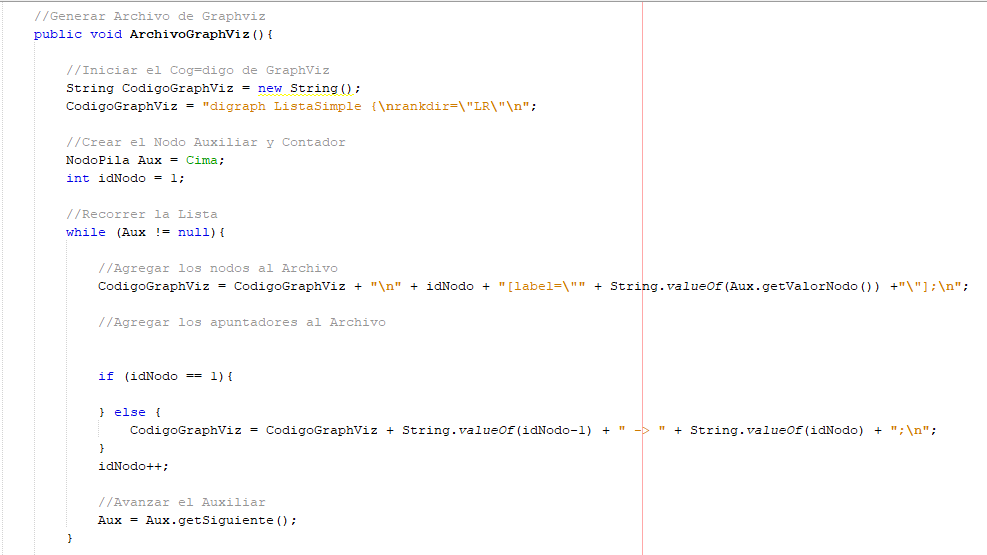 //Generar Archivo de Graphviz
public void ArchivoGraphViz(){
//Iniciar el Cog=digo de GraphViz
String CodigoGraphViz = new String();
CodigoGraphViz = "digraph ListaSimple {\nrankdir=\"LR\"\n";
//Crear el Nodo Auxiliar y Contador
NodoPila Aux = Cima;
int idNodo = 1;
//Recorrer la Lista
while (Aux != null){
//Agregar los nodos al Archivo
CodigoGraphViz = CodigoGraphViz + "\n" + idNodo + "[label=\"" + String.valueOf(Aux.getValorNodo()) +"\"];\n";
//Agregar los apuntadores al Archivo
if (idNodo == 1){
} else {
CodigoGraphViz = CodigoGraphViz + String.valueOf(idNodo-1) + " -> " + String.valueOf(idNodo) + ";\n";
}
idNodo++;
//Avanzar el Auxiliar
Aux = Aux.getSiguiente();
}